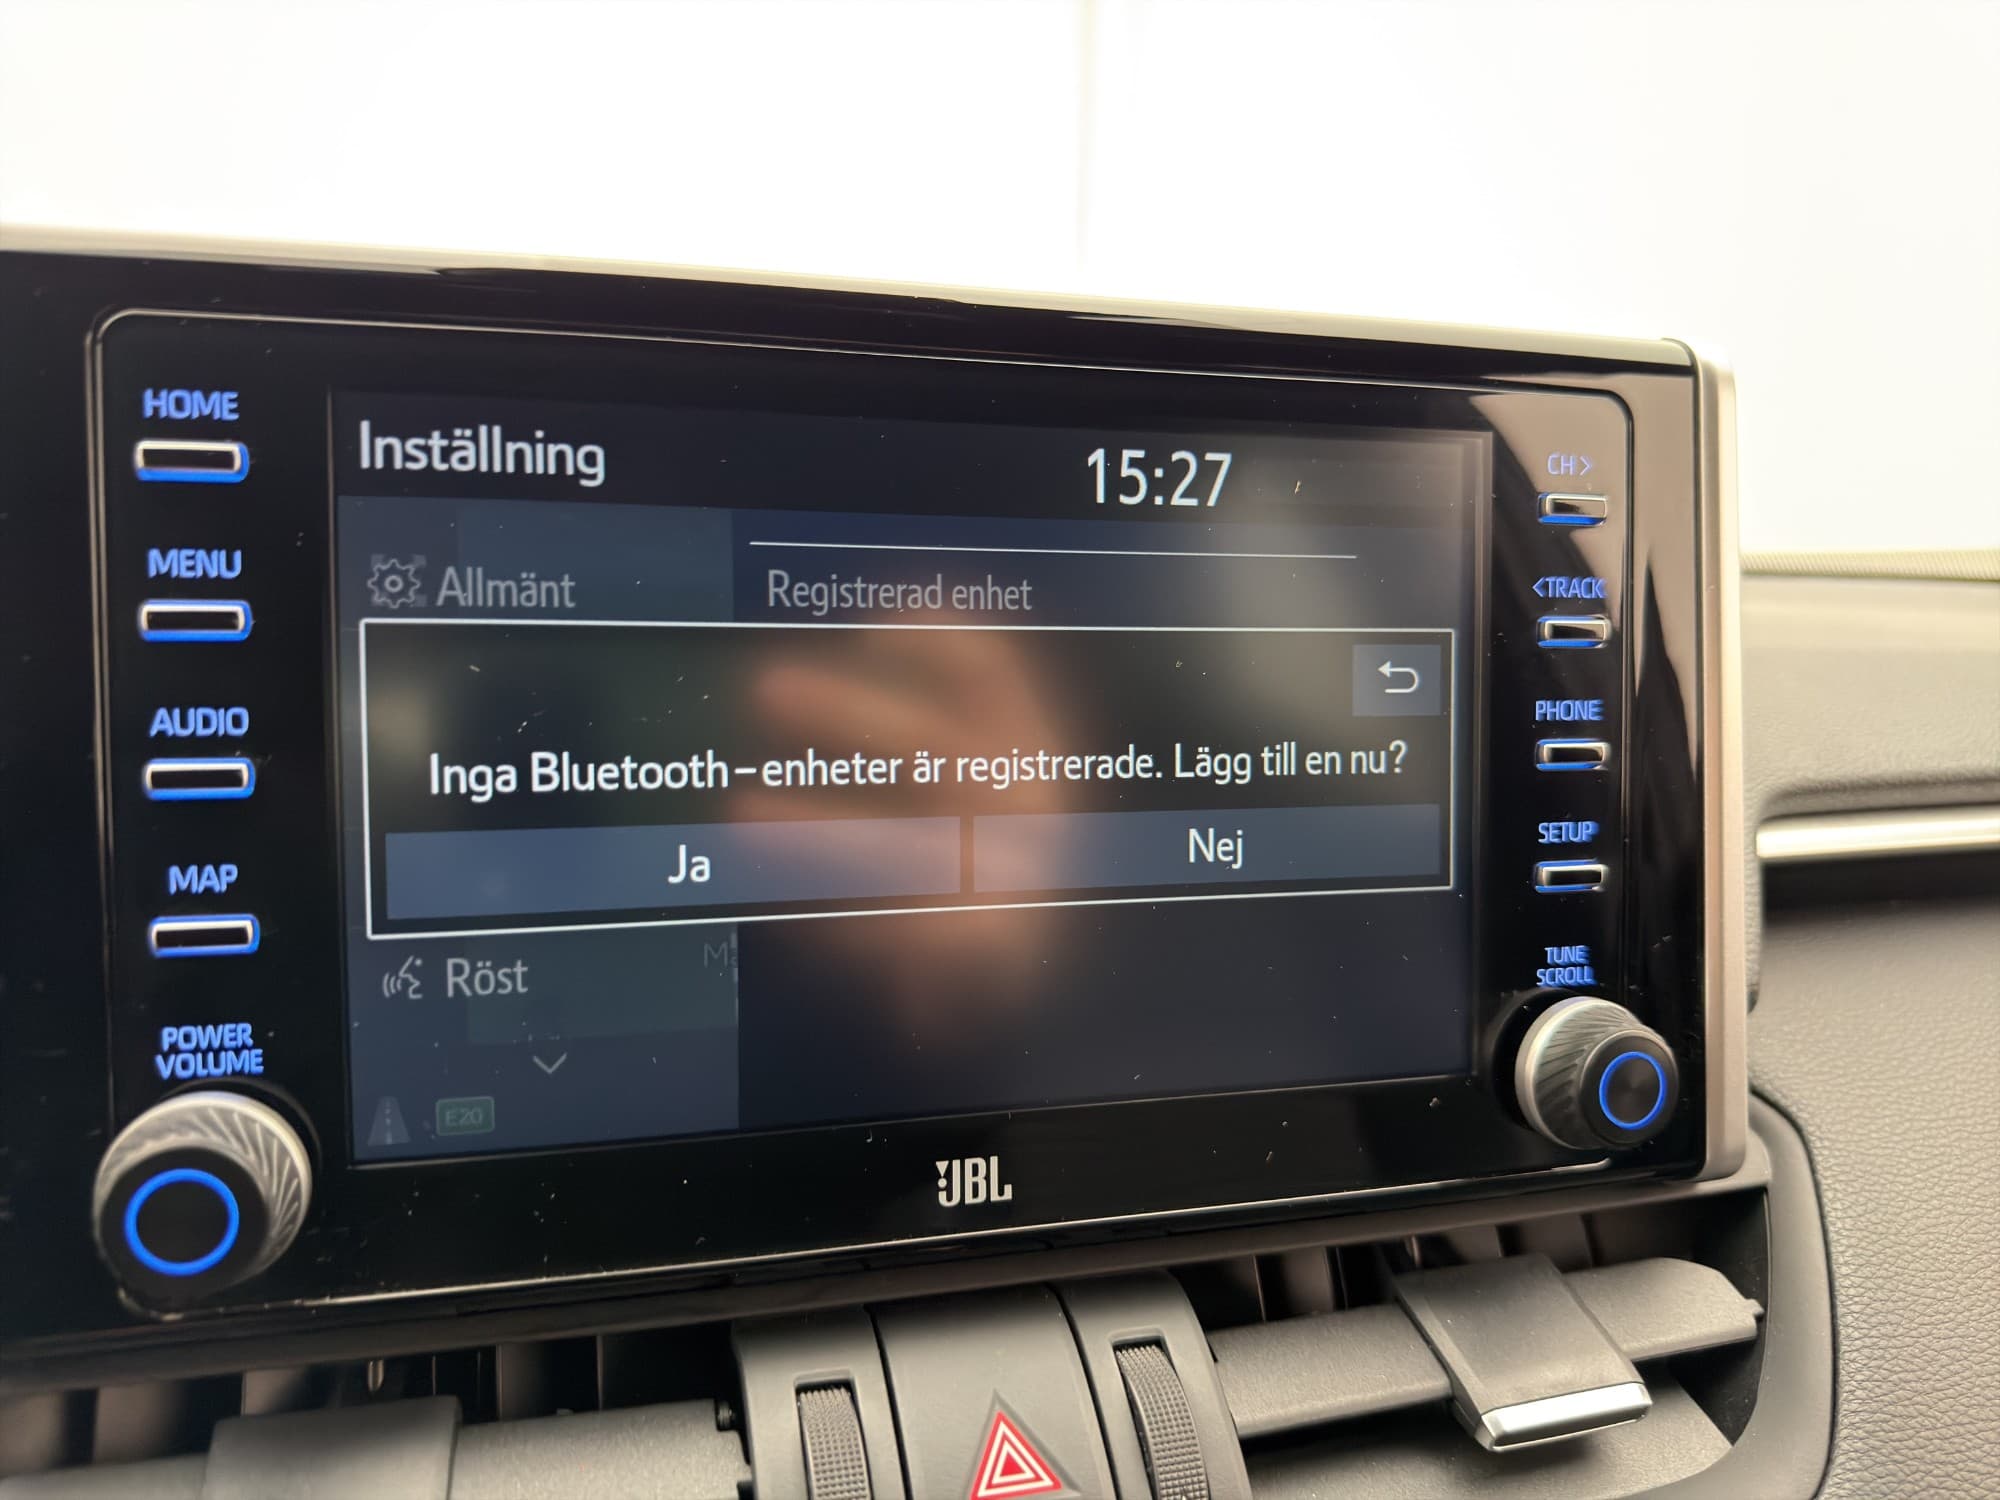 HOME
MENU
AUDIO
MAP
POWER
VOLUME
Inställning
15:27
Allmänt
Registrerad enhet
Inga Bluetooth-enheter är registrerade. Lägg till en nu?
Ja
Nej
Röst
E20
JBL
CH>
<TRACK
PHONE
SETUP
TUNE
SCROLL